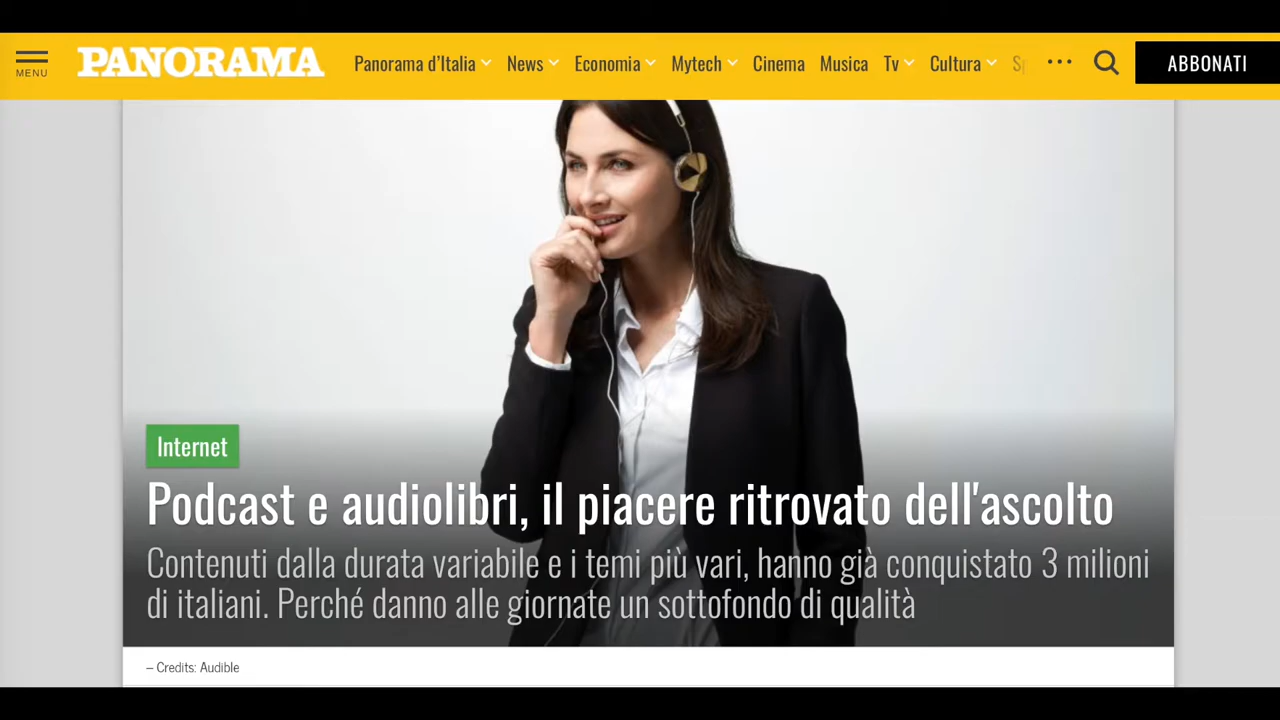 MENU
PANORAMA
Panorama d'Italia
News
Economia
Mytech
Cinema
Musica
Tv
Cultura
ABBONATI
Internet
Podcast e audiolibri, il piacere ritrovato dell'ascolto
Contenuti dalla durata variabile e i temi più vari, hanno già conquistato 3 milioni
di italiani. Perché danno alle giornate un sottofondo di qualità
– Credits: Audible